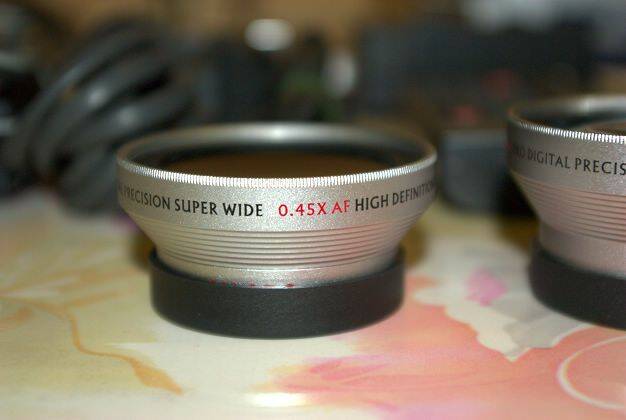 PRECISION SUPER WIDE 0.45X AF HIGH DEFINITION
DIGITAL PRECIS